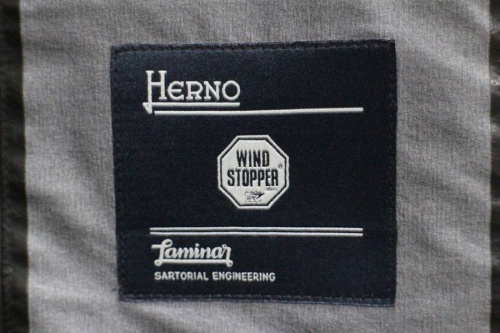 HERNO
WIND
STOPPER®
Laminar
SARTORIAL ENGINEERING